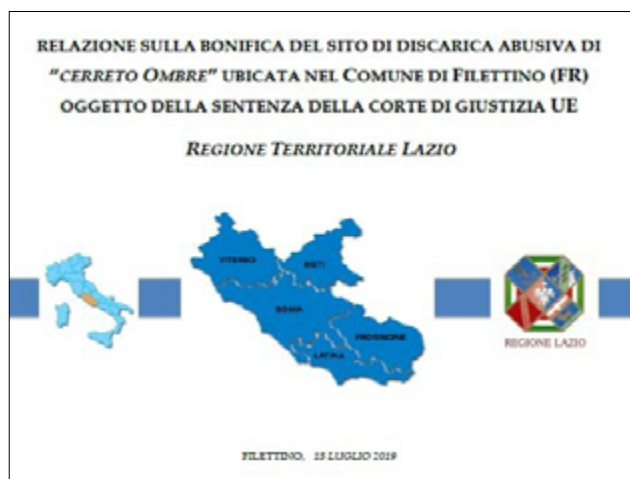 RELAZIONE SULLA BONIFICA DEL SITO DI DISCARICA ABUSIVA DI
"CERRETO OMBRE" UBICATA NEL COMUNE DI FILETTINO (FR)
OGGETTO DELLA SENTENZA DELLA CORTE DI GIUSTIZIA UE
REGIONE TERRITORIALE LAZIO
VITERBO
RIETI
ROMA
FROSINONE
LATINA
REGIONE LAZIO
FILETTINO, 15 LUGLIO 2019